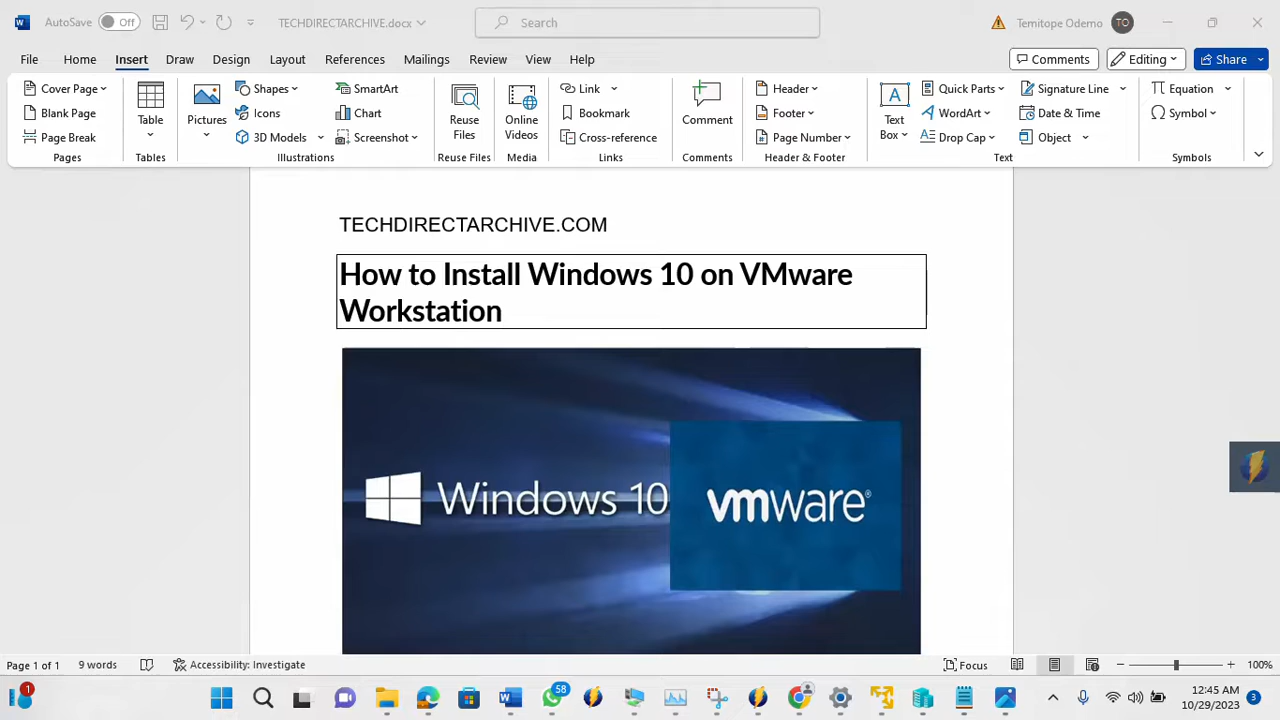 AutoSave Off TECHDIRECTARCHIVE.docx Search Temitope Odemo TO
File Home Insert Draw Design Layout References Mailings Review View Help Comments Editing Share
Cover Page
Blank Page
Page Break
Pages
Table
Tables
Pictures
Shapes
Icons
3D Models
SmartArt
Chart
Screenshot
Illustrations
Reuse
Files
Reuse Files
Online
Videos
Media
Link
Bookmark
Cross-reference
Links
Comment
Comments
Header
Footer
Page Number
Header & Footer
Text
Box
Quick Parts
WordArt
Drop Cap
Signature Line
Date & Time
Object
Text
Equation
Symbol
Symbols
TECHDIRECTARCHIVE.COM
How to Install Windows 10 on VMware
Workstation
Windows 10
vmware®
Page 1 of 1 9 words Accessibility: Investigate Focus 100%
1
58
12:45 AM
10/29/2023
3